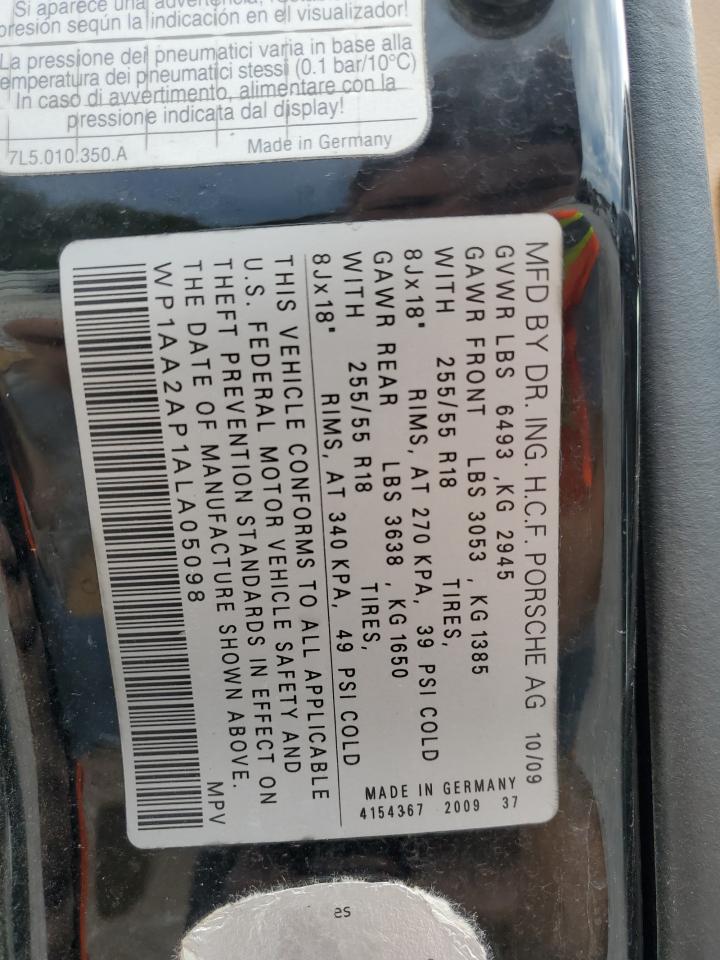 Si aparece una
presión según la indicación en el visualizador!
La pressione dei pneumatici varia in base alla
temperatura dei pneumatici stessi (0.1 bar/10°C)
In caso di avvertimento, alimentare con la
pressione indicata dal display!
7L5.010.350.A Made in Germany
MFD BY DR. ING. H.C.F. PORSCHE AG 10/09
GVWR LBS 6493 ,KG 2945
GAWR FRONT LBS 3053 , KG 1385
WITH 255/55 R18 TIRES,
8Jx18" RIMS, AT 270 KPA, 39 PSI COLD
GAWR REAR LBS 3638 , KG 1650
WITH 255/55 R18 TIRES,
8Jx18" RIMS, AT 340 KPA, 49 PSI COLD
MADE IN GERMANY
4154367 2009 37
THIS VEHICLE CONFORMS TO ALL APPLICABLE
U.S. FEDERAL MOTOR VEHICLE SAFETY AND
THEFT PREVENTION STANDARDS IN EFFECT ON
THE DATE OF MANUFACTURE SHOWN ABOVE.
WP1AA2AP1ALA05098 MPV